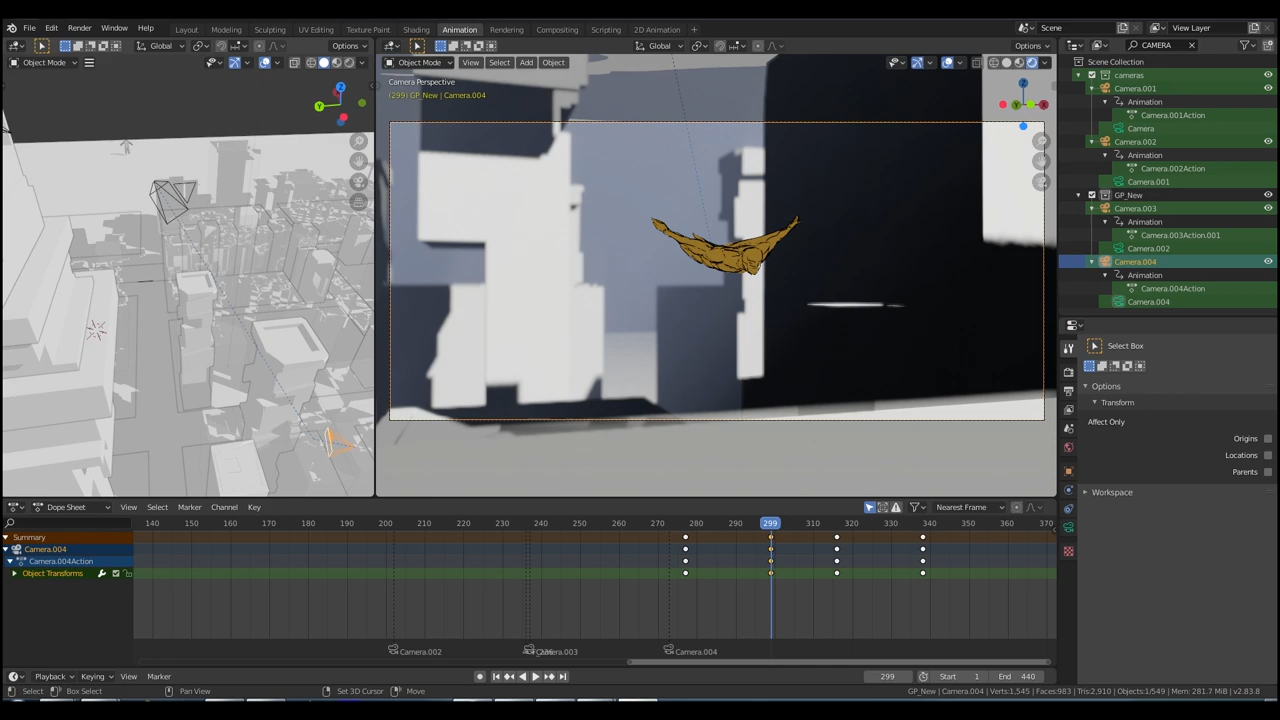 File Edit Render Window Help Layout Modeling Sculpting UV Editing Texture Paint Shading Animation Rendering Compositing Scripting 2D Animation + Scene View Layer
Global Options Global Options CAMERA
Object Mode Object Mode View Select Add Object Scene Collection
Camera Perspective
(299) GP_New | Camera.004
cameras
Camera.001
Animation
Camera.001Action
Camera
Camera.002
Animation
Camera.002Action
Camera.001
GP_New
Camera.003
Animation
Camera.003Action.001
Camera.002
Camera.004
Animation
Camera.004Action
Camera.004
Select Box
Options
Transform
Affect Only
Origins
Locations
Parents
Workspace
Dope Sheet View Select Marker Channel Key Nearest Frame
140 150 160 170 180 190 200 210 220 230 240 250 260 270 280 290 299 310 320 330 340 350 360 370
Summary
Camera.004
Camera.004Action
Object Transforms
Camera.002 Camera.003 Camera.004
Playback Keying View Marker 299 Start 1 End 440
Select Box Select Pan View Set 3D Cursor Move GP_New | Camera.004 | Verts:1,545 | Faces:983 | Tris:2,910 | Objects:1/549 | Mem: 281.7 MiB | v2.83.8